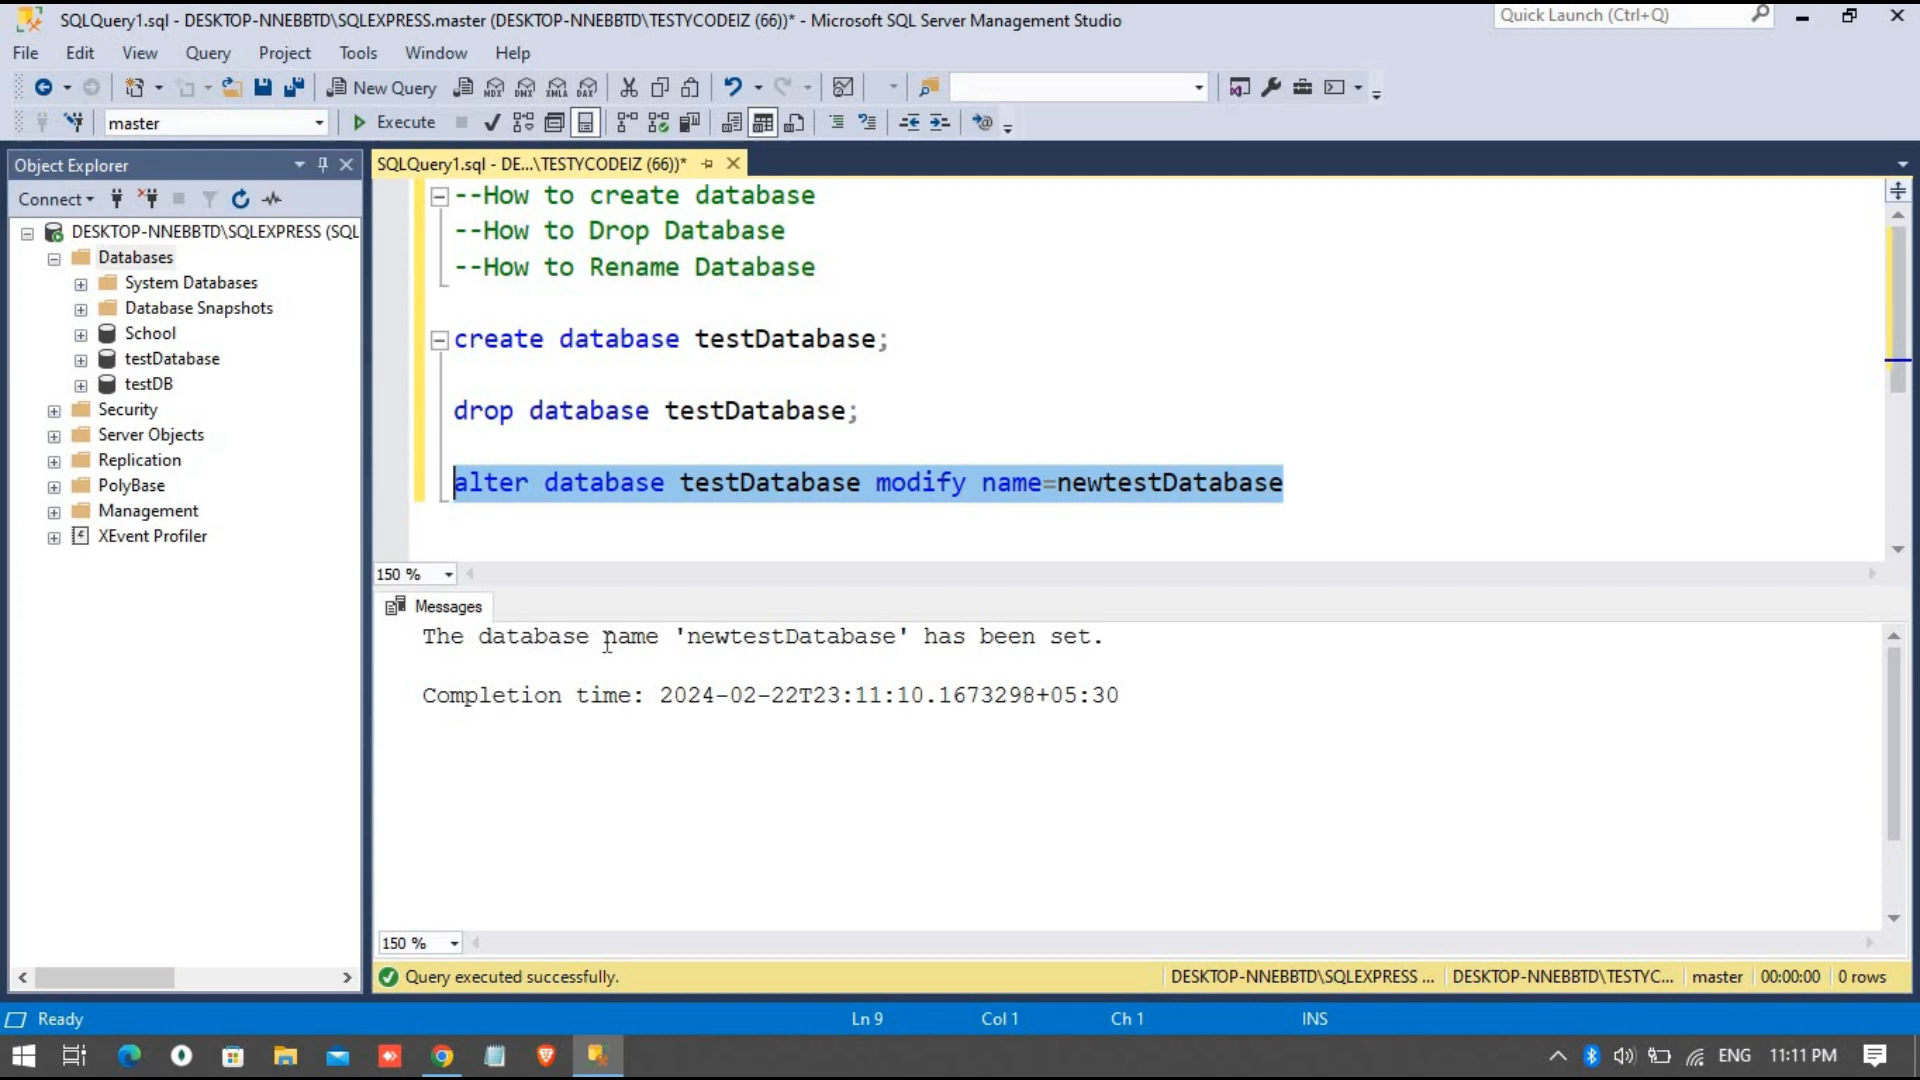 SQLQuery1.sql - DESKTOP-NNEBBTD\SQLEXPRESS.master (DESKTOP-NNEBBTD\TESTYCODEIZ (66))* - Microsoft SQL Server Management Studio
Quick Launch (Ctrl+Q)
File Edit View Query Project Tools Window Help
New Query MDX DMX XMLA DAX
master Execute
Object Explorer
SQLQuery1.sql - DE...\TESTYCODEIZ (66))*
Connect
DESKTOP-NNEBBTD\SQLEXPRESS (SQL
Databases
System Databases
Database Snapshots
School
testDatabase
testDB
Security
Server Objects
Replication
PolyBase
Management
XEvent Profiler
--How to create database
--How to Drop Database
--How to Rename Database
create database testDatabase;
drop database testDatabase;
alter database testDatabase modify name=newtestDatabase
150 %
Messages
The database name 'newtestDatabase' has been set.
Completion time: 2024-02-22T23:11:10.1673298+05:30
150 %
Query executed successfully. DESKTOP-NNEBBTD\SQLEXPRESS ... DESKTOP-NNEBBTD\TESTYC... master 00:00:00 0 rows
Ready Ln 9 Col 1 Ch 1 INS
ENG 11:11 PM